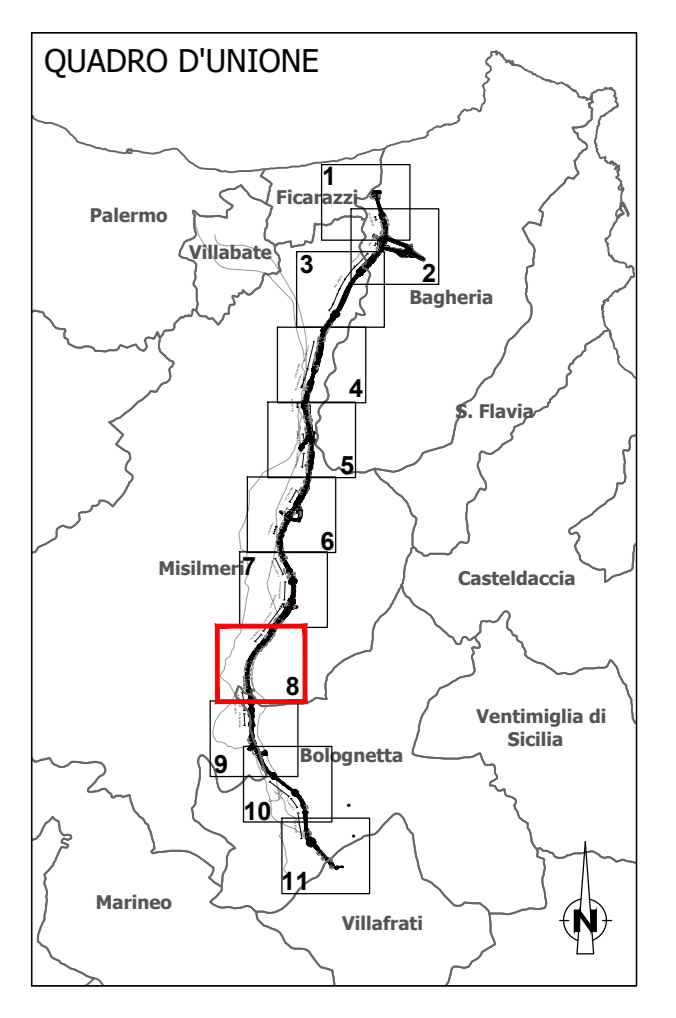 QUADRO D'UNIONE
1
Ficarazzi
Palermo
Villabate
3
2
Bagheria
4
S. Flavia
5
6
7
Misilmeri
Casteldaccia
8
Ventimiglia di
Sicilia
9
Bolognetta
10
11
Marineo
Villafrati
N